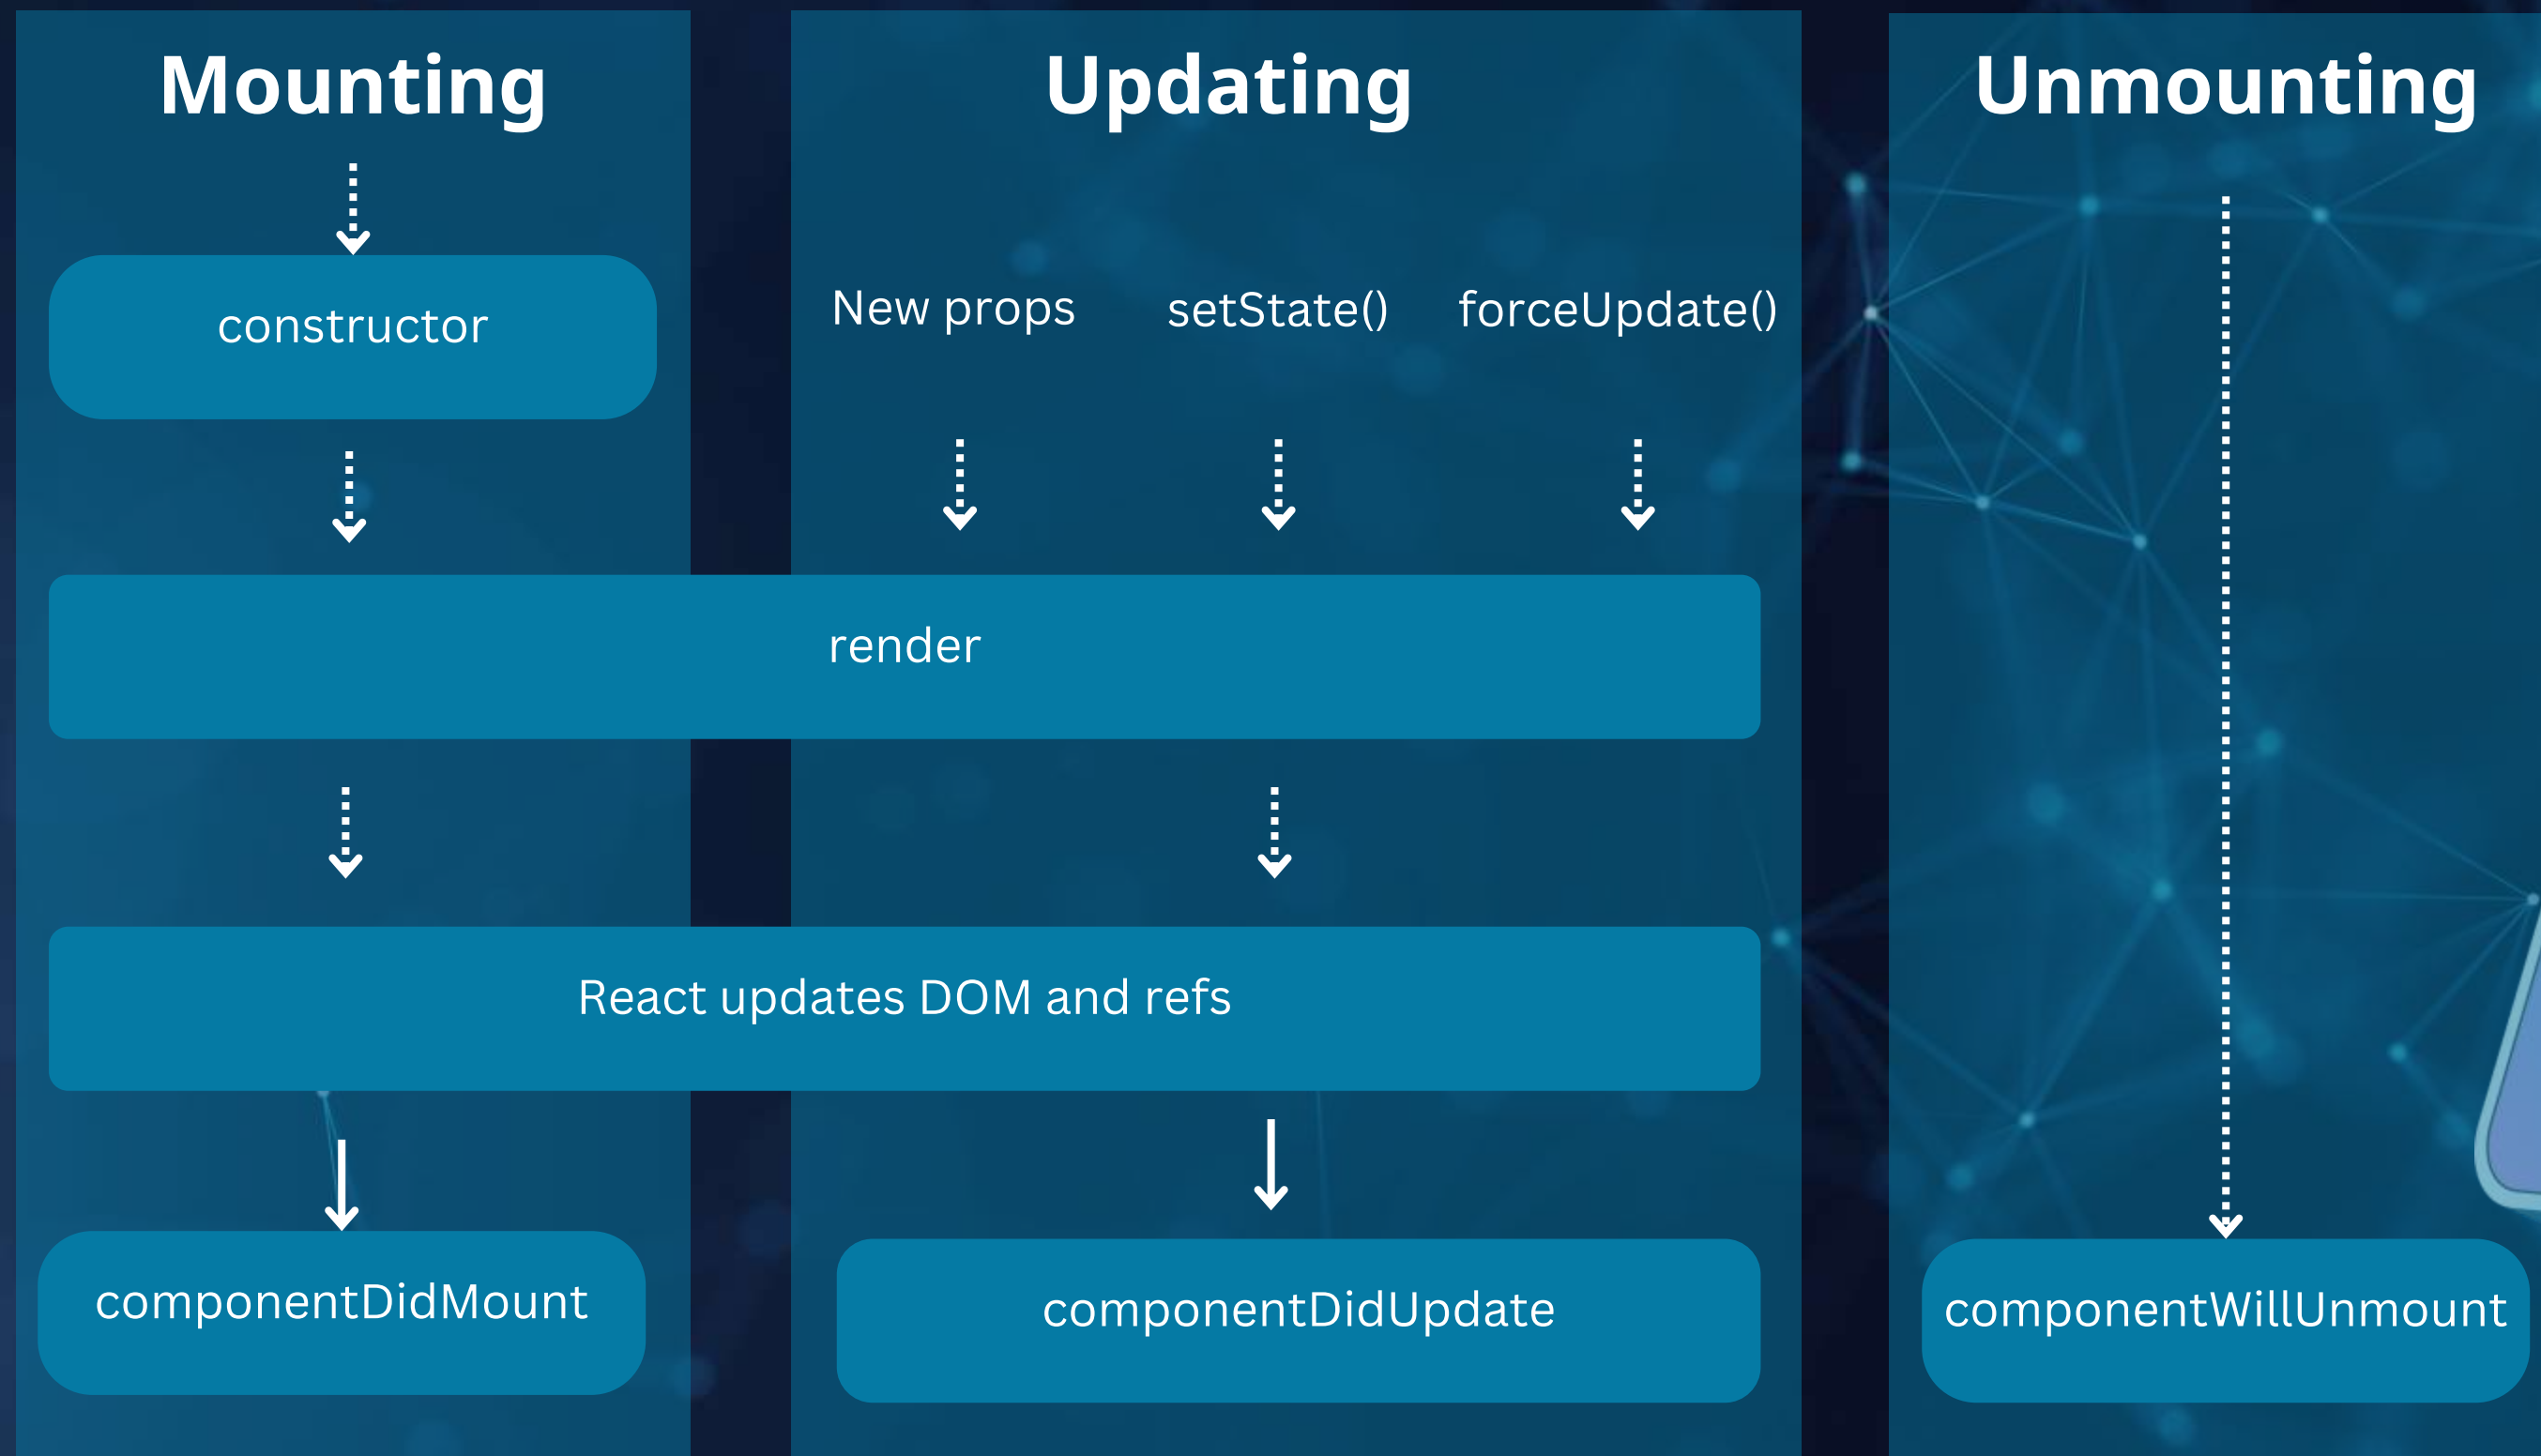 Mounting
Updating
Unmounting
constructor
New props
setState()
forceUpdate()
render
React updates DOM and refs
componentDidMount
componentDidUpdate
componentWillUnmount